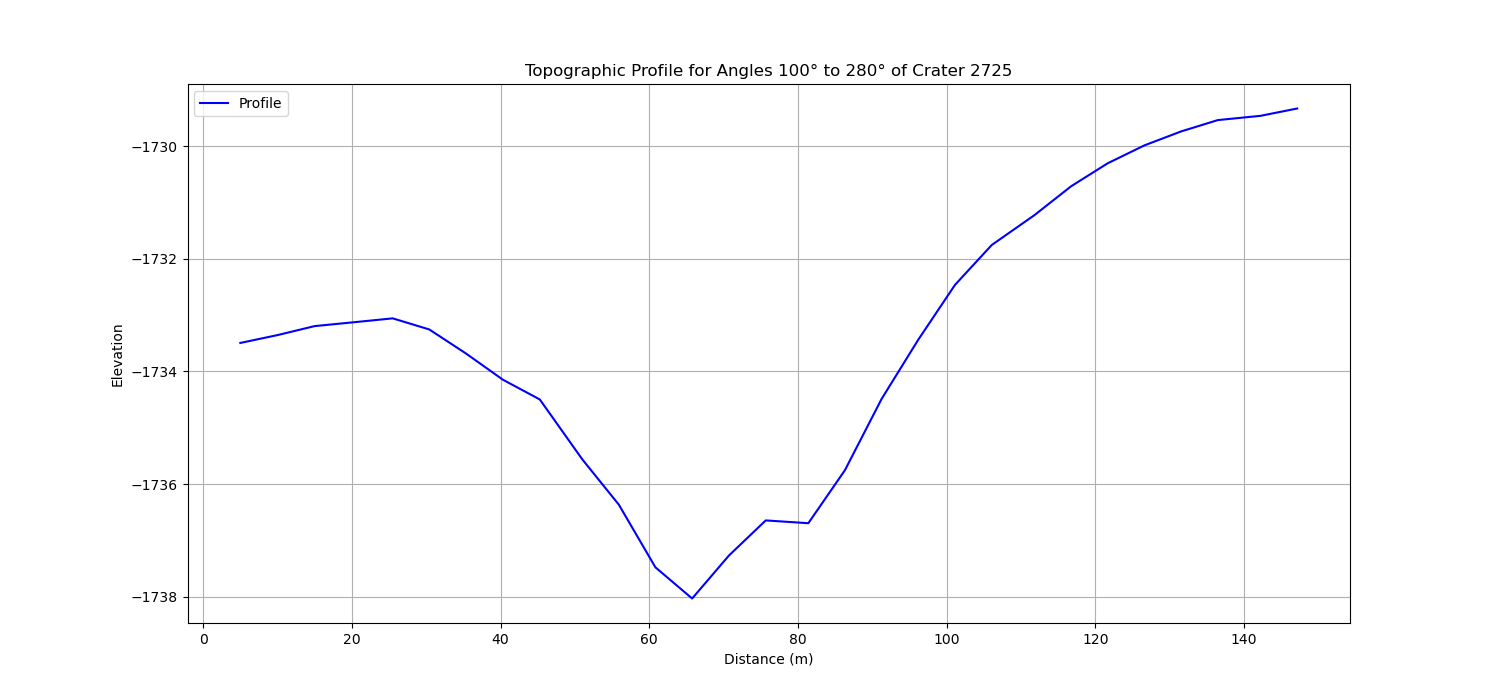 Topographic Profile for Angles 100° to 280° of Crater 2725
Profile
−1730
−1732
−1734
−1736
−1738
Elevation
0 20 40 60 80 100 120 140
Distance (m)